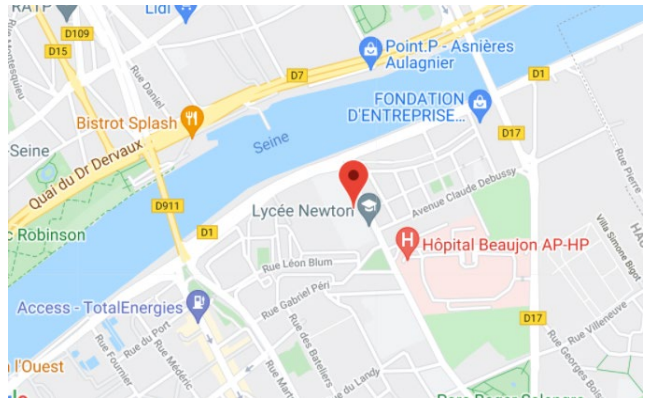 RATP
Lidl
D109
D15
Rue Daniel
Montesquieu
D7
Point.P - Asnières
Aulagnier
D1
FONDATION
D'ENTREPRISE...
D17
Bistrot Splash
Seine
Seine
Quai du Dr Dervaux
Rue Pierre
Avenue Claude Debussy
Lycée Newton
D911
D1
Robinson
Villa Simone Bigot
Hôpital Beaujon AP-HP
Rue Léon Blum
Rue Gabriel Péri
Access - TotalEnergies
D17
Rue Villeneuve
Rue du Port
Rue Fournier
Rue Médéric
Rue des Bateliers
Rue Georges Bois
l'Ouest
du Landy
Rue Mart